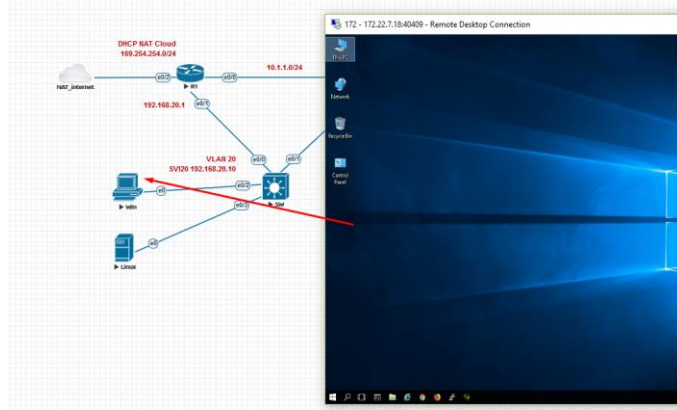 172 - 172.22.7.18:40409 - Remote Desktop Connection
DHCP NAT Cloud
169.254.254.0/24
10.1.1.0/24
This PC
NAT_internet
e0/2
R1
e0/0
Network
192.168.20.1
e0/1
Recycle Bin
VLAN 20
SVI20 192.168.20.10
e0/0
e0/1
Control
Panel
Win
e0
e0/2
SW
e0/3
e0
Linux